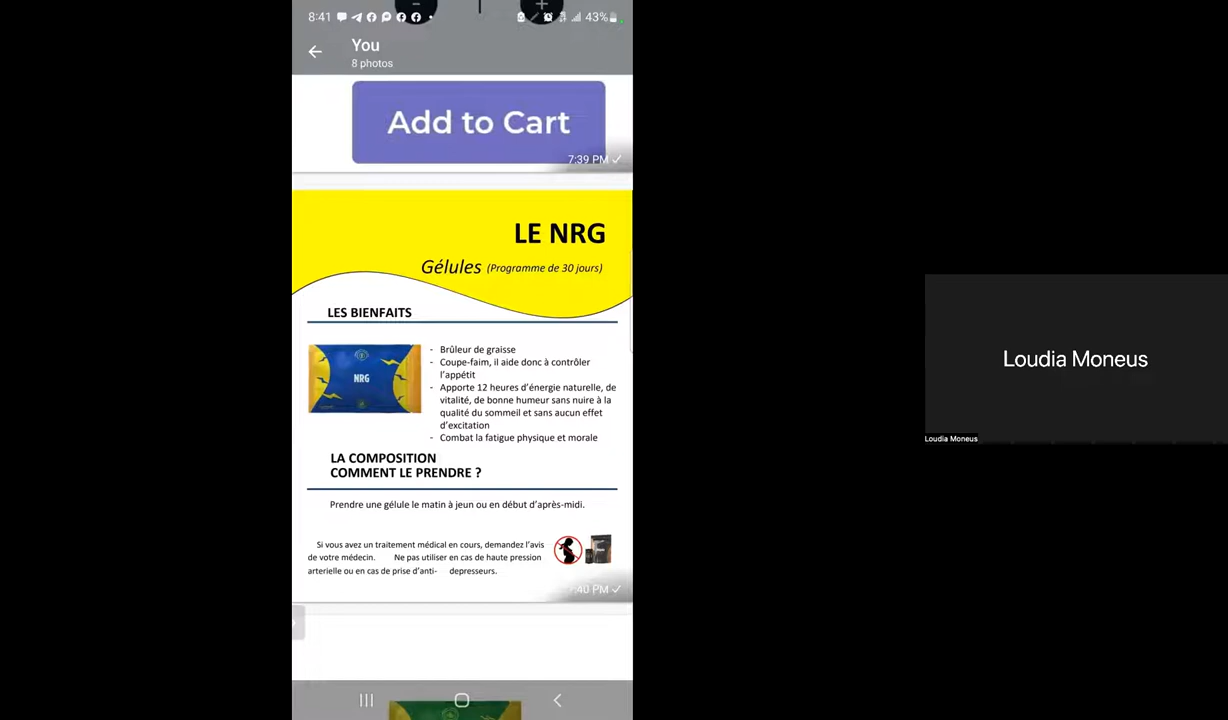 8:41
43%
You
8 photos
Add to Cart
7:39 PM
LE NRG
Gélules (Programme de 30 jours)
LES BIENFAITS
NRG
- Brûleur de graisse
- Coupe-faim, il aide donc à contrôler
l'appétit
- Apporte 12 heures d'énergie naturelle, de
vitalité, de bonne humeur sans nuire à la
qualité du sommeil et sans aucun effet
d'excitation
- Combat la fatigue physique et morale
LA COMPOSITION
COMMENT LE PRENDRE ?
Prendre une gélule le matin à jeun ou en début d'après-midi.
Si vous avez un traitement médical en cours, demandez l'avis
de votre médecin. Ne pas utiliser en cas de haute pression
arterielle ou en cas de prise d'anti- depresseurs.
:40 PM
Loudia Moneus
Loudia Moneus